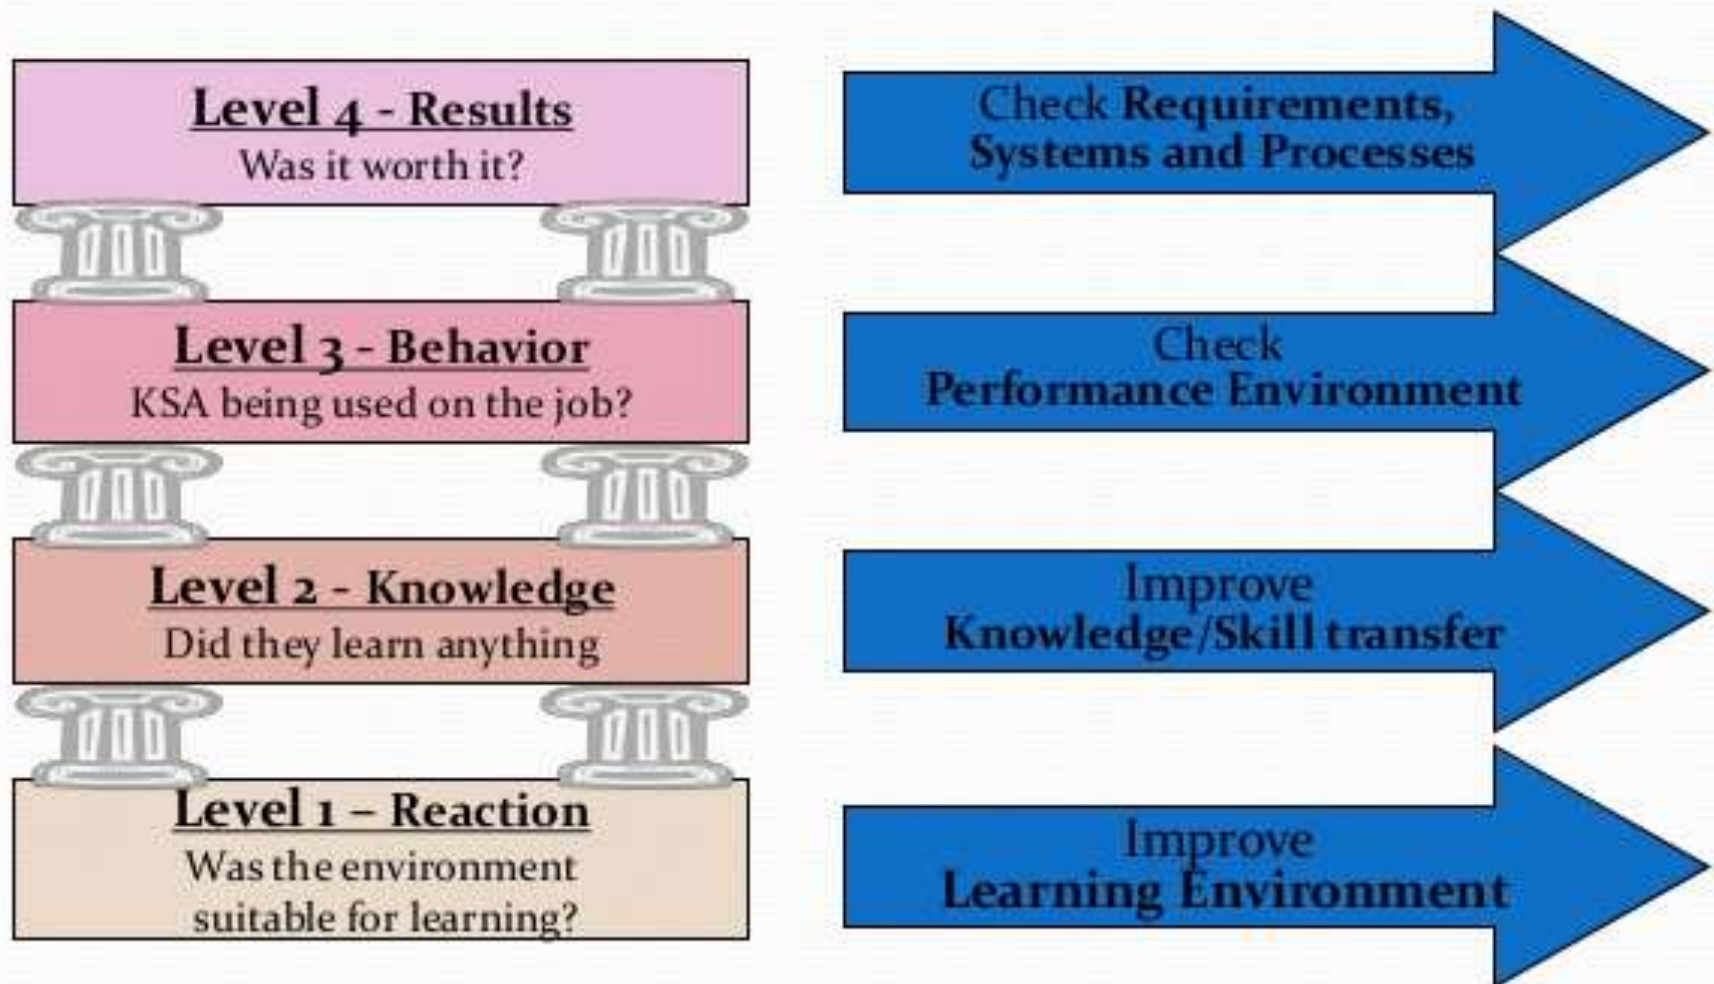 Level 4 - Results
Was it worth it?
Check Requirements,
Systems and Processes
Level 3 - Behavior
KSA being used on the job?
Check
Performance Environment
Level 2 - Knowledge
Did they learn anything
Improve
Knowledge/Skill transfer
Level 1 – Reaction
Was the environment
suitable for learning?
Improve
Learning Environment